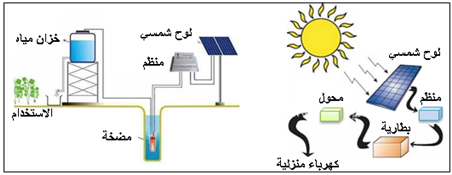 خزان مياه
لوح شمسي
منظم
الاستخدام
مضخة
لوح شمسي
منظم
محول
بطارية
كهرباء منزلية